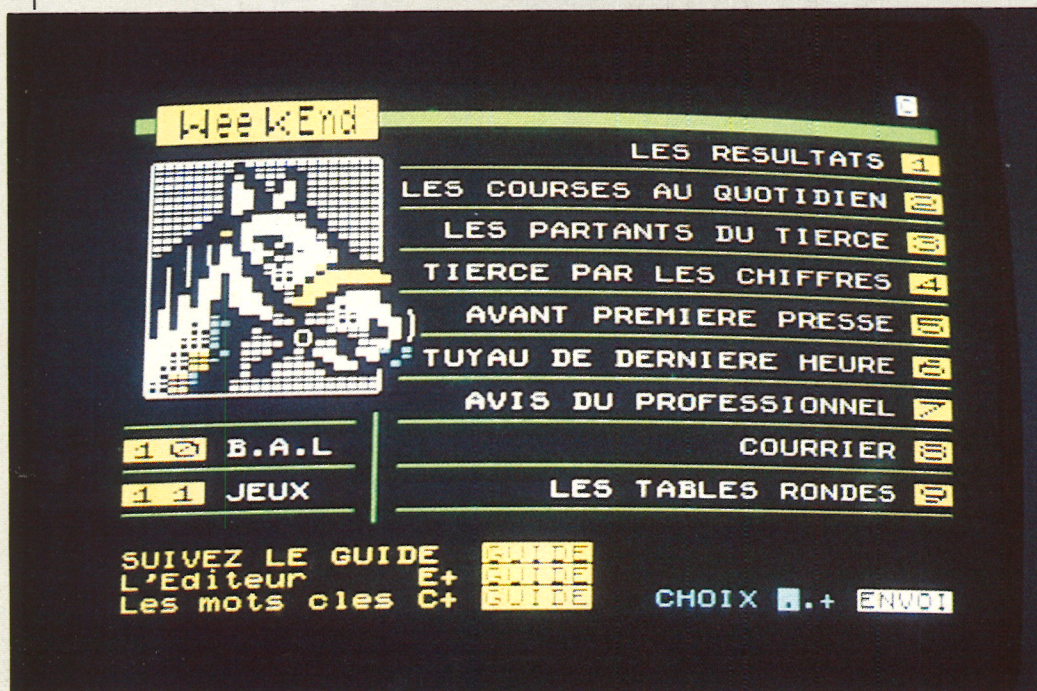 WeekEnd
C
LES RESULTATS 1
LES COURSES AU QUOTIDIEN 2
LES PARTANTS DU TIERCE 3
TIERCE PAR LES CHIFFRES 4
AVANT PREMIERE PRESSE 5
TUYAU DE DERNIERE HEURE 6
AVIS DU PROFESSIONNEL 7
COURRIER 8
LES TABLES RONDES 9
10 B.A.L
11 JEUX
SUIVEZ LE GUIDE GUIDE
L'Editeur E+ GUIDE
Les mots cles C+ GUIDE
CHOIX ..+ ENVOI